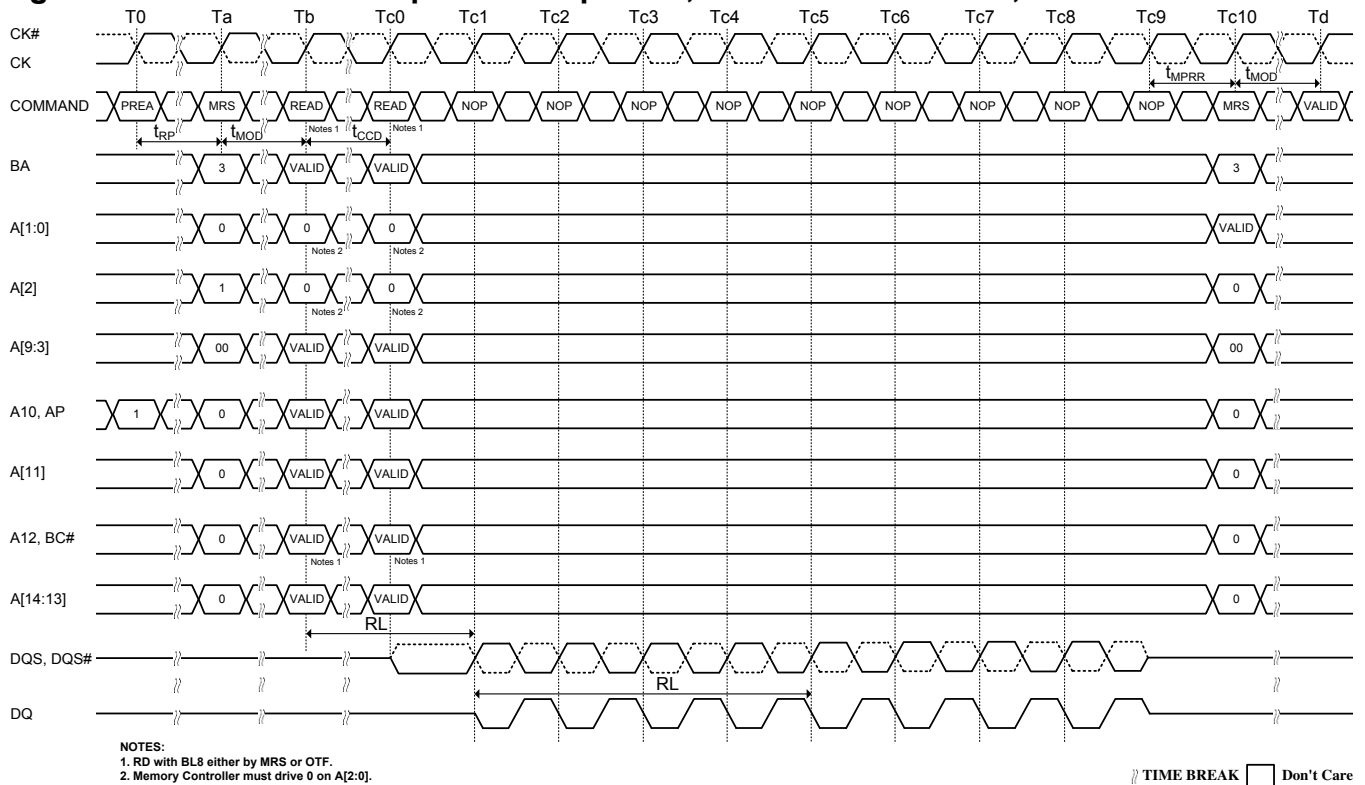 T0 Ta Tb Tc0 Tc1 Tc2 Tc3 Tc4 Tc5 Tc6 Tc7 Tc8 Tc9 Tc10 Td
CK#
CK
tMPRR tMOD
COMMAND PREA MRS READ READ NOP NOP NOP NOP NOP NOP NOP NOP NOP MRS VALID
Notes 1 Notes 1
tRP tMOD tCCD
BA 3 VALID VALID 3
A[1:0] 0 0 0 VALID
Notes 2 Notes 2
A[2] 1 0 0 0
Notes 2 Notes 2
A[9:3] 00 VALID VALID 00
A10, AP 1 0 VALID VALID 0
A[11] 0 VALID VALID 0
A12, BC# 0 VALID VALID 0
Notes 1 Notes 1
A[14:13] 0 VALID VALID 0
RL
DQS, DQS#
RL
DQ
NOTES:
1. RD with BL8 either by MRS or OTF.
2. Memory Controller must drive 0 on A[2:0].
TIME BREAK Don't Care